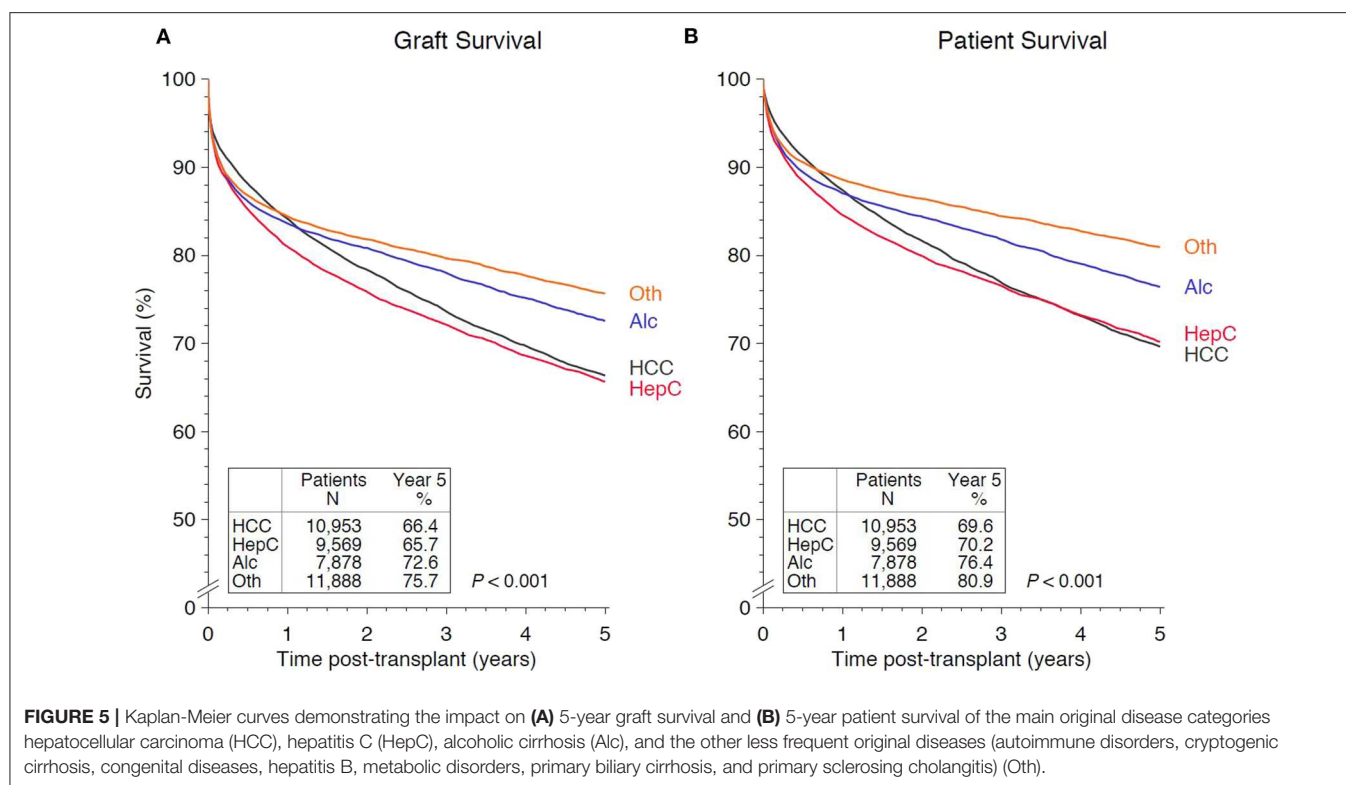 A
Graft Survival
100
90
80
70
60
50
0
Survival (%)
Oth
Alc
HCC
HepC
Patients Year 5
N %
HCC 10,953 66.4
HepC 9,569 65.7
Alc 7,878 72.6
Oth 11,888 75.7
P < 0.001
0 1 2 3 4 5
Time post-transplant (years)
B
Patient Survival
100
90
80
70
60
50
0
Oth
Alc
HepC
HCC
Patients Year 5
N %
HCC 10,953 69.6
HepC 9,569 70.2
Alc 7,878 76.4
Oth 11,888 80.9
P < 0.001
0 1 2 3 4 5
Time post-transplant (years)
FIGURE 5 | Kaplan-Meier curves demonstrating the impact on (A) 5-year graft survival and (B) 5-year patient survival of the main original disease categories
hepatocellular carcinoma (HCC), hepatitis C (HepC), alcoholic cirrhosis (Alc), and the other less frequent original diseases (autoimmune disorders, cryptogenic
cirrhosis, congenital diseases, hepatitis B, metabolic disorders, primary biliary cirrhosis, and primary sclerosing cholangitis) (Oth).